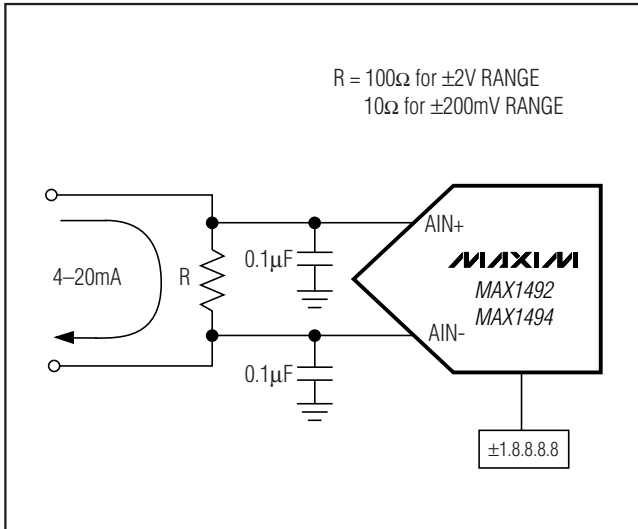 R = 100Ω for ±2V RANGE
10Ω for ±200mV RANGE
AIN+
0.1μF
MAXIM
4–20mA
R
MAX1492
MAX1494
AIN-
0.1μF
±1.8.8.8.8